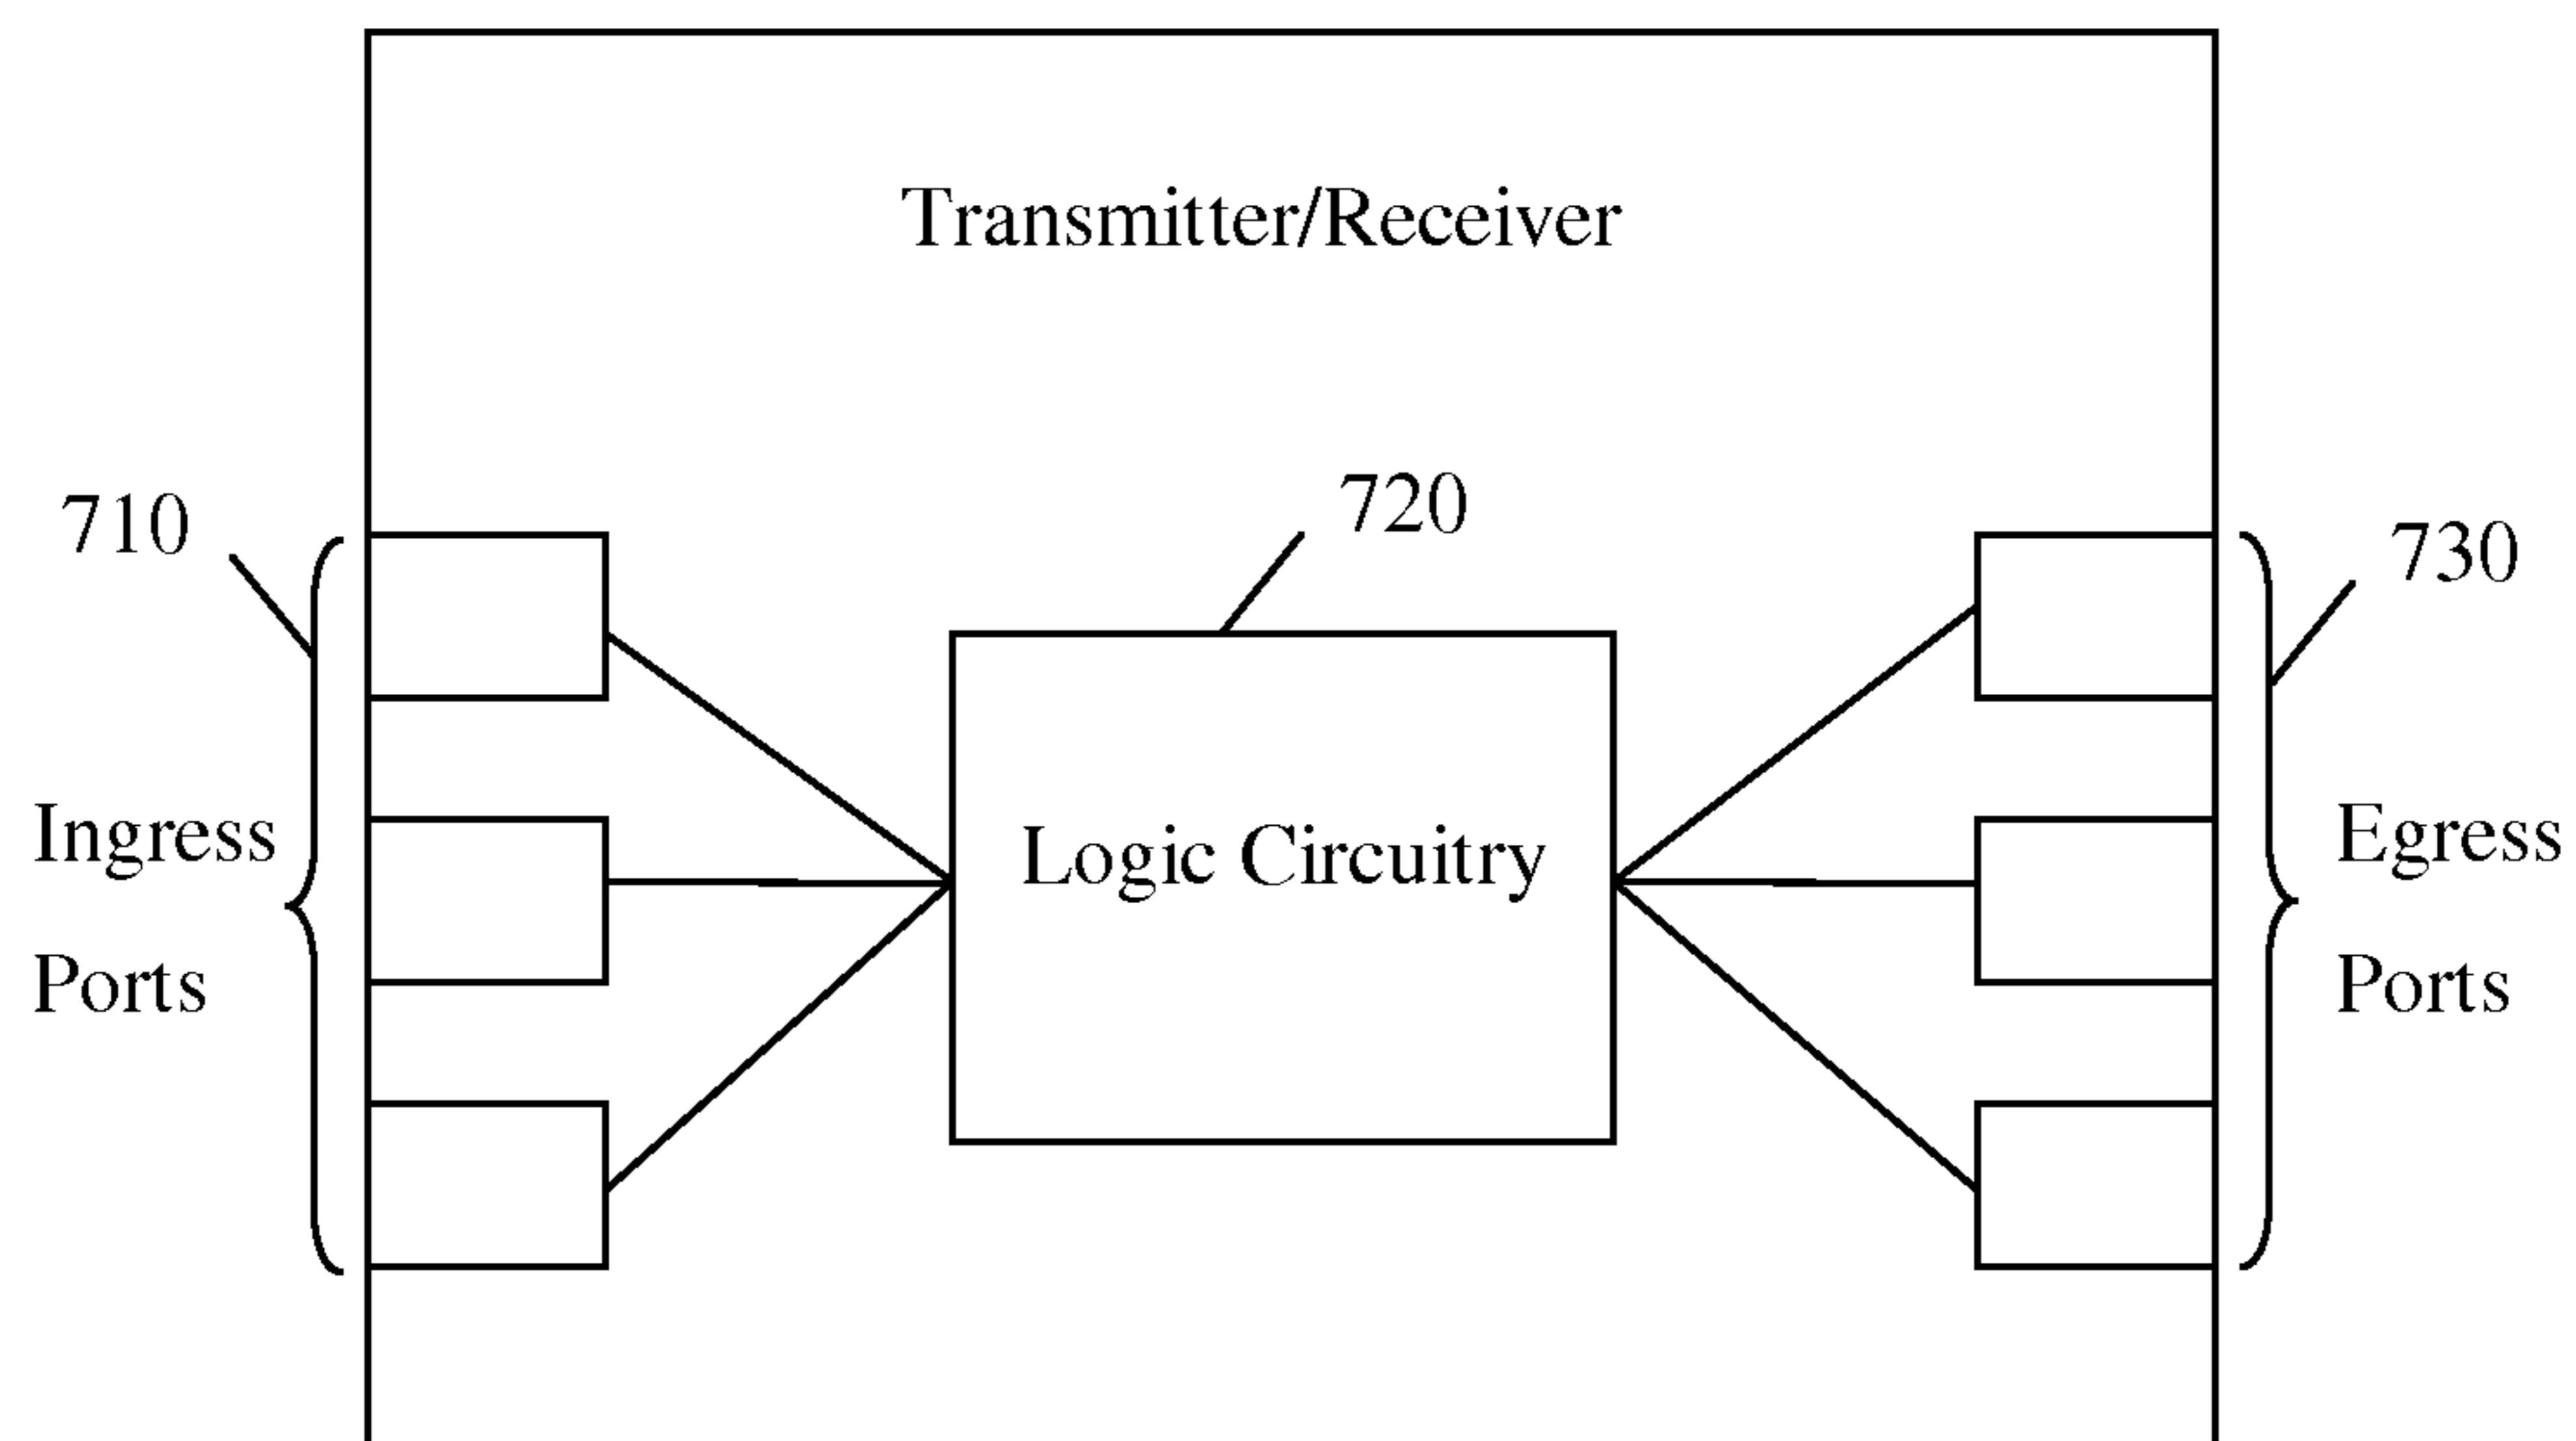 Transmitter/Receiver
710
720
730
Ingress
Ports
Logic Circuitry
Egress
Ports